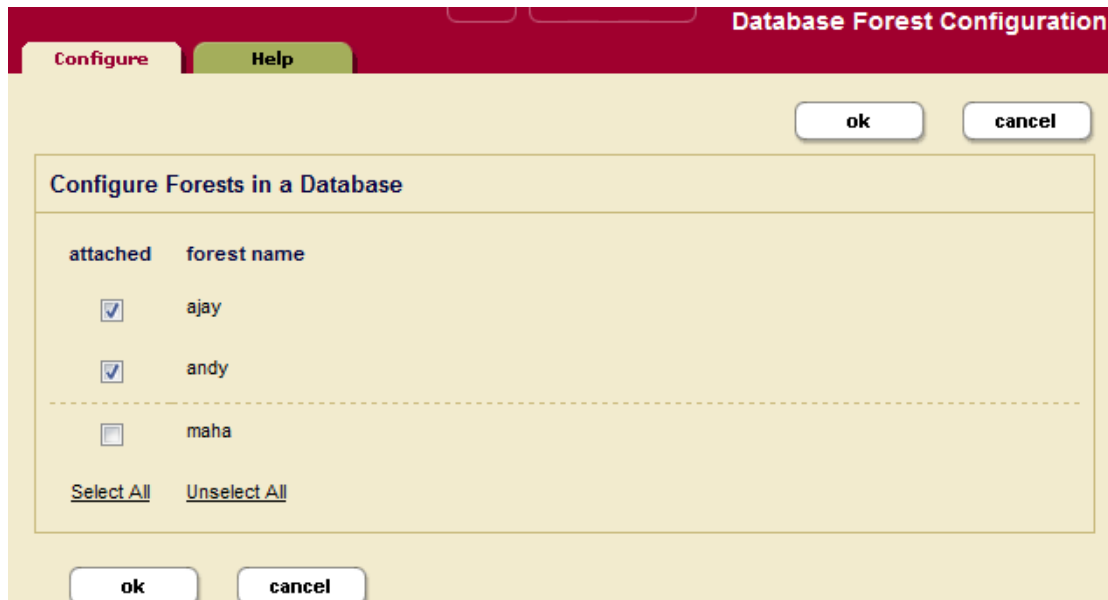 Database Forest Configuration
Configure Help
ok cancel
Configure Forests in a Database
attached forest name
ajay
andy
maha
Select All Unselect All
ok cancel